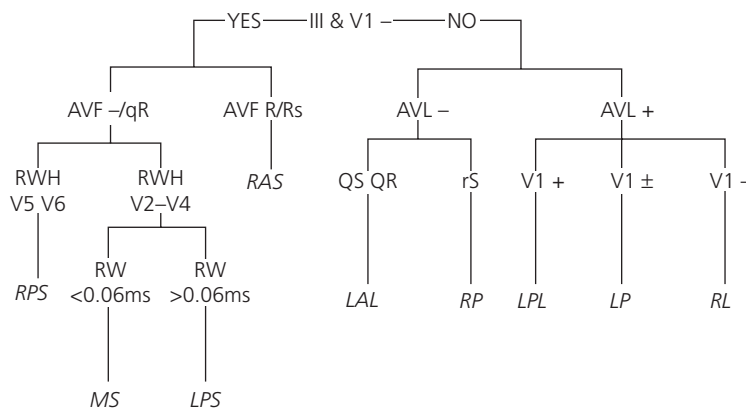 YES III & V1 – NO
AVF –/qR AVF R/Rs AVL – AVL +
RWH RWH RAS QS QR rS V1 + V1 ± V1 –
V5 V6 V2–V4
RW RW
RPS <0.06ms >0.06ms LAL RP LPL LP RL
MS LPS